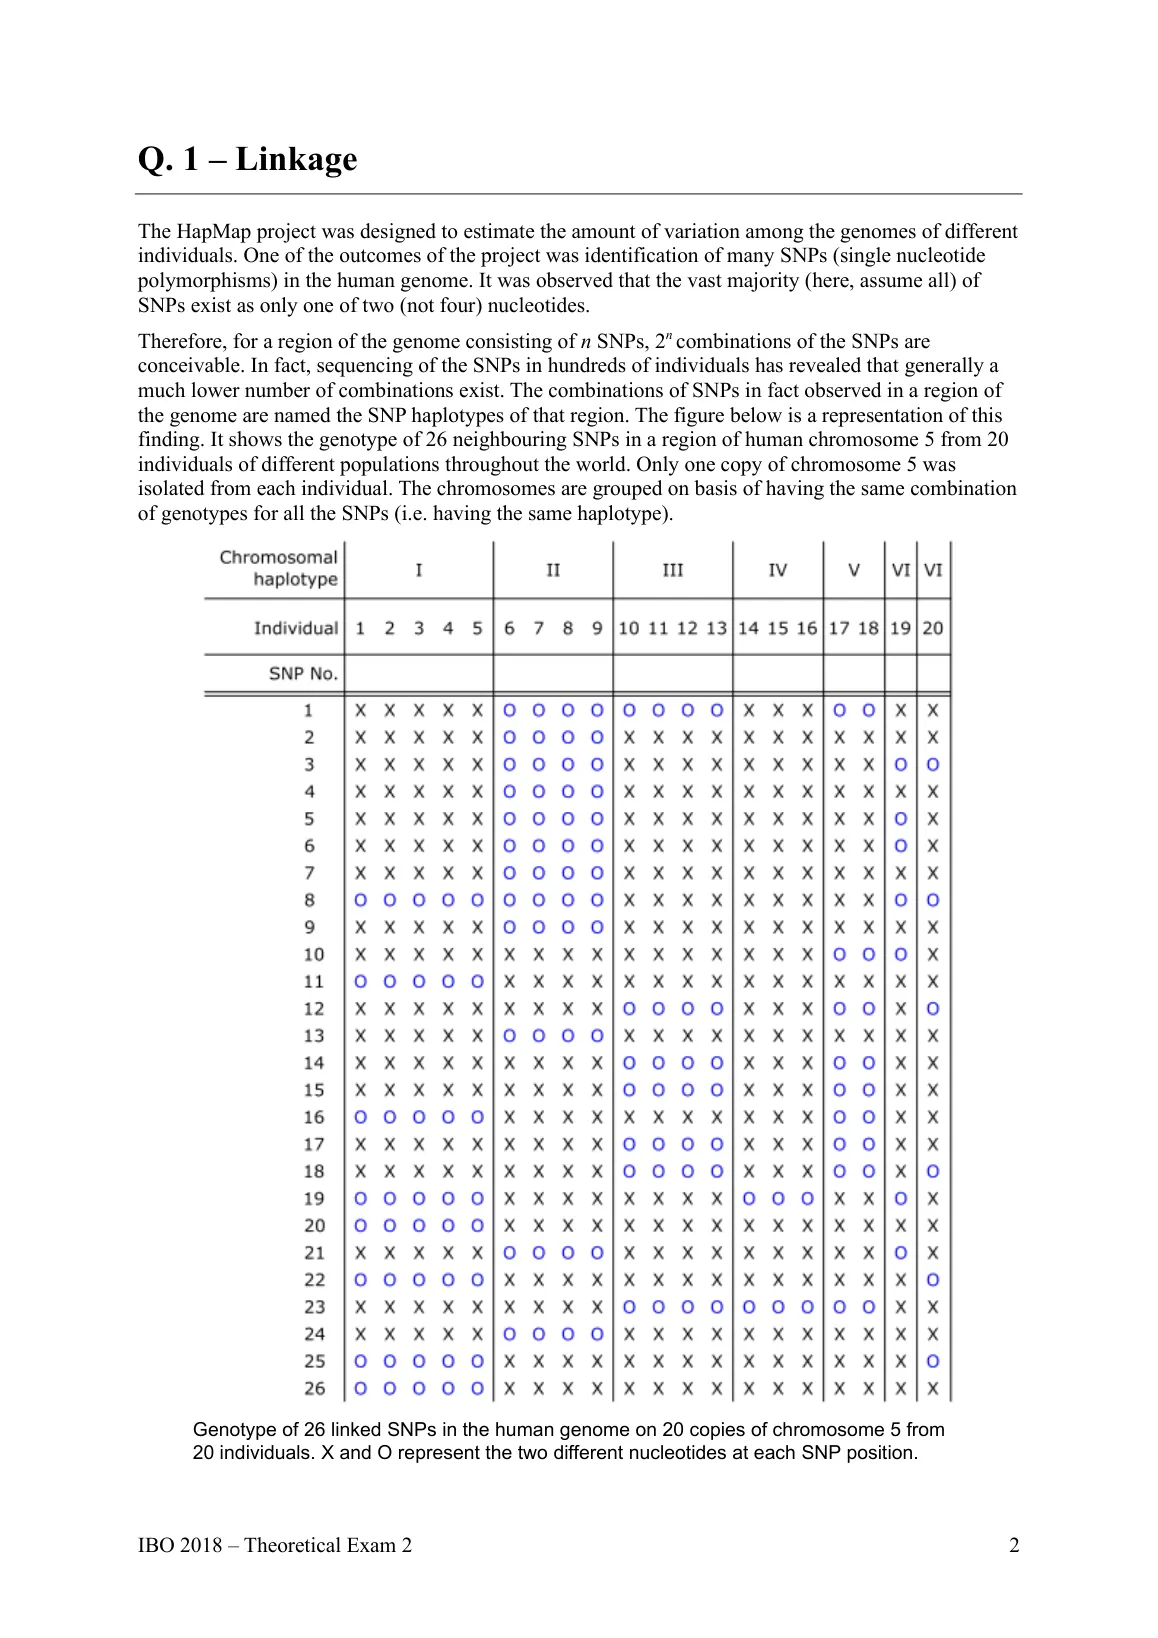 Q. 1 – Linkage
The HapMap project was designed to estimate the amount of variation among the genomes of different
individuals. One of the outcomes of the project was identification of many SNPs (single nucleotide
polymorphisms) in the human genome. It was observed that the vast majority (here, assume all) of
SNPs exist as only one of two (not four) nucleotides.
Therefore, for a region of the genome consisting of n SNPs, 2ⁿ combinations of the SNPs are
conceivable. In fact, sequencing of the SNPs in hundreds of individuals has revealed that generally a
much lower number of combinations exist. The combinations of SNPs in fact observed in a region of
the genome are named the SNP haplotypes of that region. The figure below is a representation of this
finding. It shows the genotype of 26 neighbouring SNPs in a region of human chromosome 5 from 20
individuals of different populations throughout the world. Only one copy of chromosome 5 was
isolated from each individual. The chromosomes are grouped on basis of having the same combination
of genotypes for all the SNPs (i.e. having the same haplotype).
Chromosomal
haplotype I II III IV V VI VI
Individual 1 2 3 4 5 6 7 8 9 10 11 12 13 14 15 16 17 18 19 20
SNP No.
1 X X X X X O O O O O O O O X X X O O X X
2 X X X X X O O O O X X X X X X X X X X X
3 X X X X X O O O O X X X X X X X X X O O
4 X X X X X O O O O X X X X X X X X X X X
5 X X X X X O O O O X X X X X X X X X O X
6 X X X X X O O O O X X X X X X X X X O X
7 X X X X X O O O O X X X X X X X X X X X
8 O O O O O O O O O X X X X X X X X X O O
9 X X X X X O O O O X X X X X X X X X X X
10 X X X X X X X X X X X X X X X X O O O X
11 O O O O O X X X X X X X X X X X X X X X
12 X X X X X X X X X O O O O X X X O O X O
13 X X X X X O O O O X X X X X X X X X X X
14 X X X X X X X X X O O O O X X X O O X X
15 X X X X X X X X X O O O O X X X O O X X
16 O O O O O X X X X X X X X X X X O O X X
17 X X X X X X X X X O O O O X X X O O X X
18 X X X X X X X X X O O O O X X X O O X O
19 O O O O O X X X X X X X X O O O X X O X
20 O O O O O X X X X X X X X X X X X X X X
21 X X X X X O O O O X X X X X X X X X O X
22 O O O O O X X X X X X X X X X X X X X O
23 X X X X X X X X X O O O O O O O O O X X
24 X X X X X O O O O X X X X X X X X X X X
25 O O O O O X X X X X X X X X X X X X X O
26 O O O O O X X X X X X X X X X X X X X X
Genotype of 26 linked SNPs in the human genome on 20 copies of chromosome 5 from
20 individuals. X and O represent the two different nucleotides at each SNP position.
IBO 2018 – Theoretical Exam 2 2